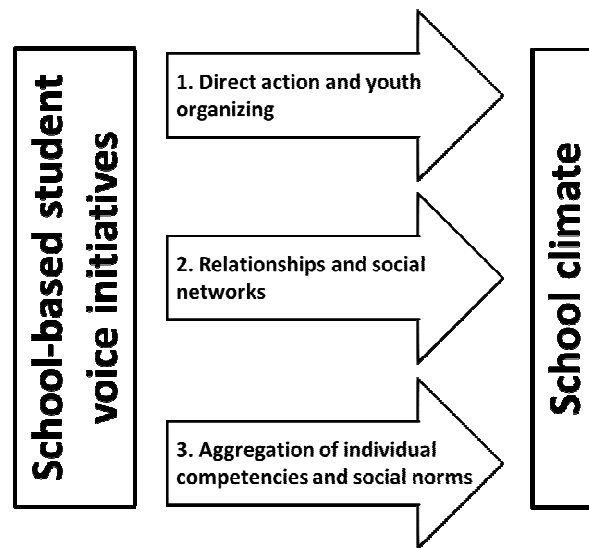 School-based student
voice initiatives
1. Direct action and youth
organizing
2. Relationships and social
networks
3. Aggregation of individual
competencies and social norms
School climate